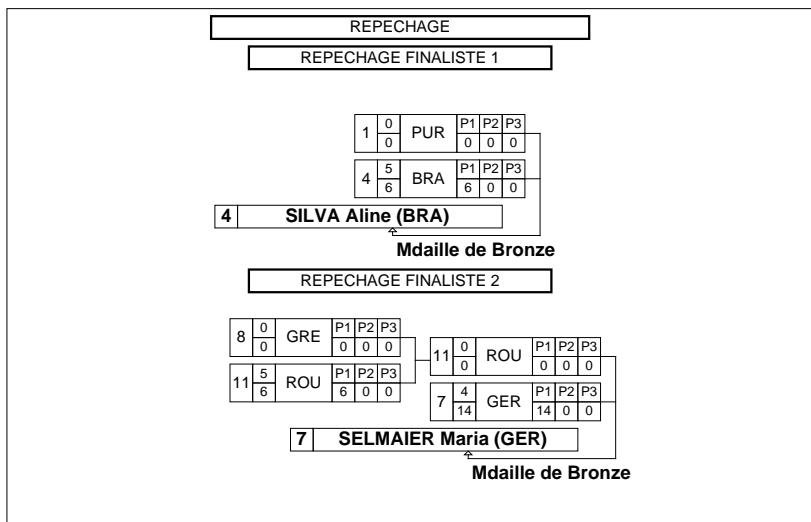 REPECHAGE
REPECHAGE FINALISTE 1
1 0 0 PUR P1 P2 P3 0 0 0
4 5 6 BRA P1 P2 P3 6 0 0
4 SILVA Aline (BRA)
Mdaille de Bronze
REPECHAGE FINALISTE 2
8 0 0 GRE P1 P2 P3 0 0 0
11 5 6 ROU P1 P2 P3 6 0 0
11 0 0 ROU P1 P2 P3 0 0 0
7 4 14 GER P1 P2 P3 14 0 0
7 SELMAIER Maria (GER)
Mdaille de Bronze